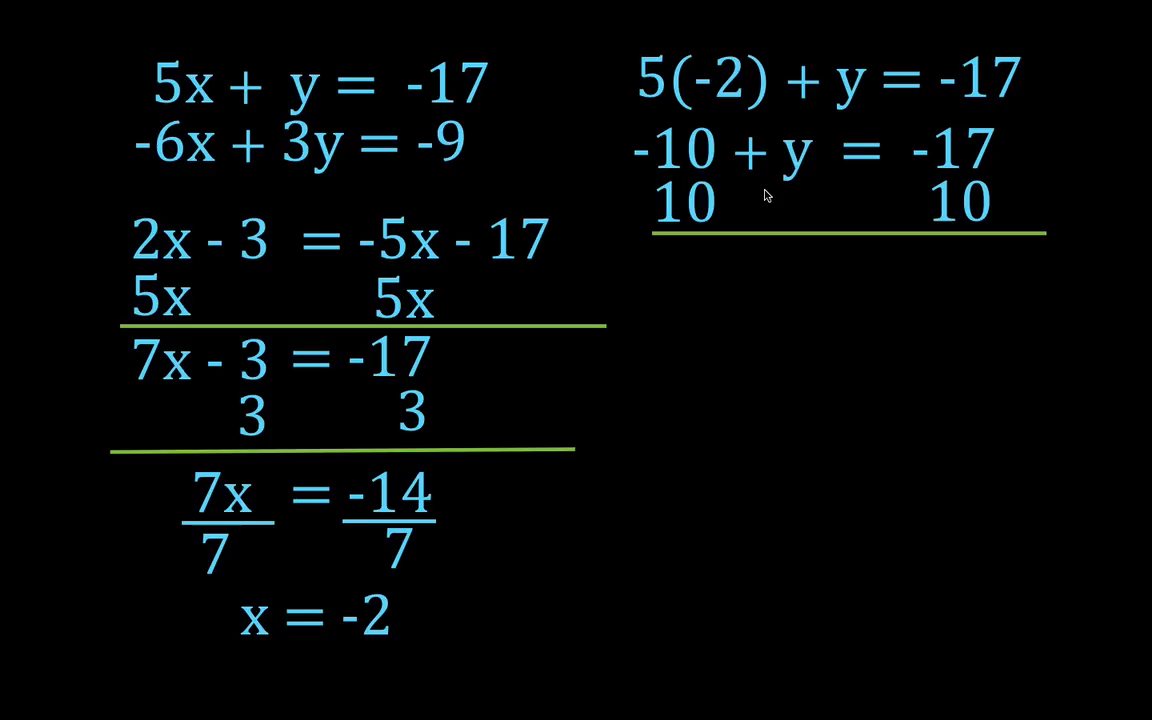 5x + y = -17
-6x + 3y = -9
2x - 3 = -5x - 17
5x 5x
7x - 3 = -17
3 3
7x = -14
7 7
x = -2
5(-2) + y = -17
-10 + y = -17
10 10